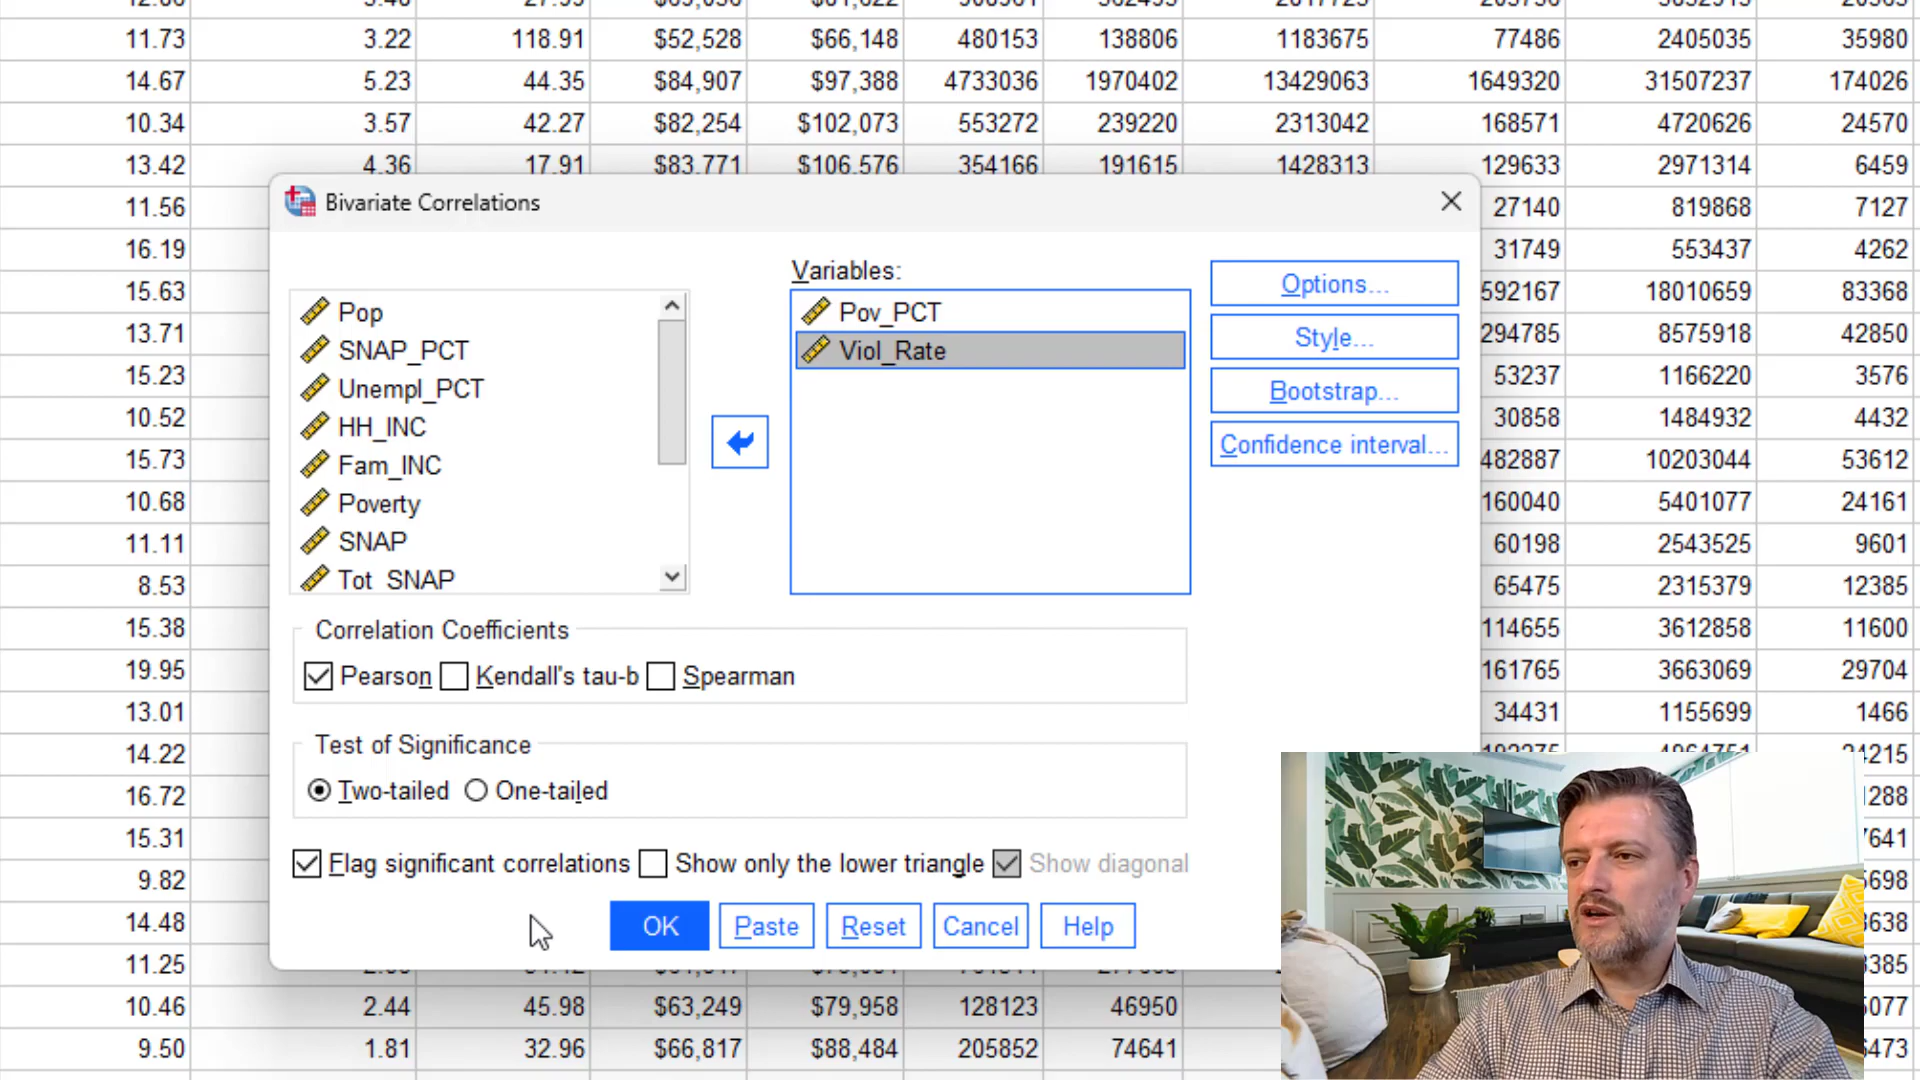 11.73 3.22 118.91 $52,528 $66,148 480153 138806 1183675 77486 2405035 35980
14.67 5.23 44.35 $84,907 $97,388 4733036 1970402 13429063 1649320 31507237 174026
10.34 3.57 42.27 $82,254 $102,073 553272 239220 2313042 168571 4720626 24570
13.42 4.36 17.91 $83,771 $106,576 354166 191615 1428313 129633 2971314 6459
Bivariate Correlations
11.56 27140 819868 7127
16.19 31749 553437 4262
15.63 592167 18010659 83368
13.71 294785 8575918 42850
15.23 53237 1166220 3576
10.52 30858 1484932 4432
15.73 482887 10203044 53612
10.68 160040 5401077 24161
11.11 60198 2543525 9601
8.53 65475 2315379 12385
15.38 114655 3612858 11600
19.95 161765 3663069 29704
13.01 34431 1155699 1466
14.22
16.72
15.31
9.82
14.48
11.25
Pop
SNAP_PCT
Unempl_PCT
HH_INC
Fam_INC
Poverty
SNAP
Tot_SNAP
Variables:
Pov_PCT
Viol_Rate
Options...
Style...
Bootstrap...
Confidence interval...
Correlation Coefficients
Pearson Kendall's tau-b Spearman
Test of Significance
Two-tailed One-tailed
Flag significant correlations Show only the lower triangle Show diagonal
OK Paste Reset Cancel Help
10.46 2.44 45.98 $63,249 $79,958 128123 46950
9.50 1.81 32.96 $66,817 $88,484 205852 74641